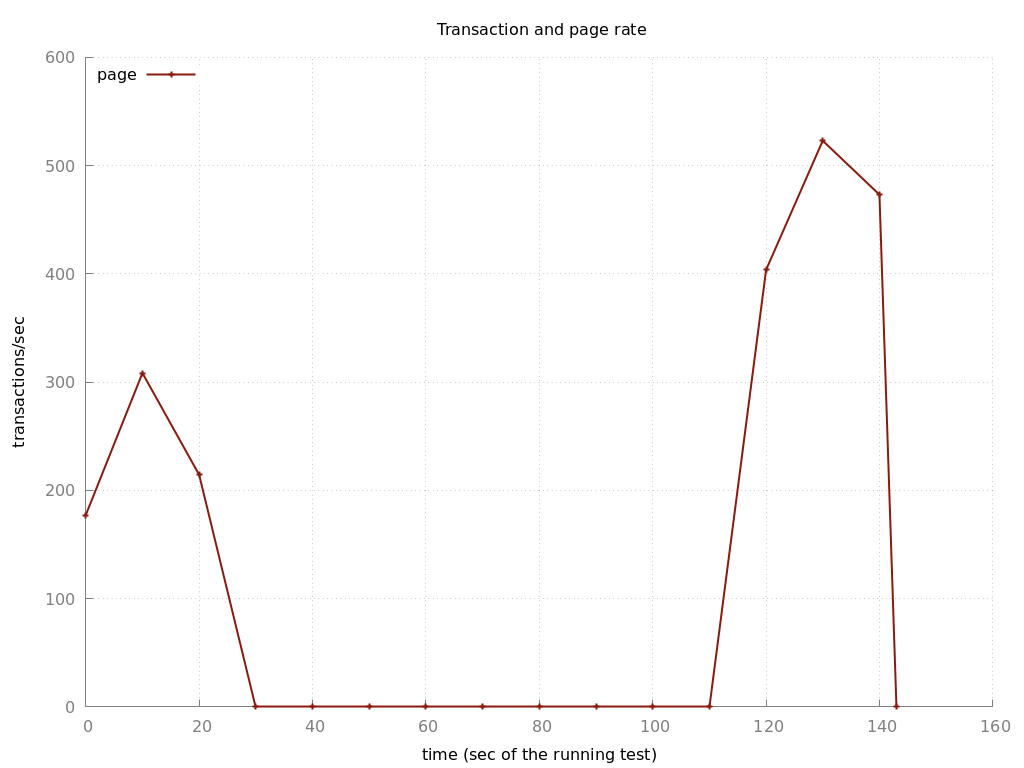 Transaction and page rate
600
page
500
400
300
200
100
0
transactions/sec
0 20 40 60 80 100 120 140 160
time (sec of the running test)